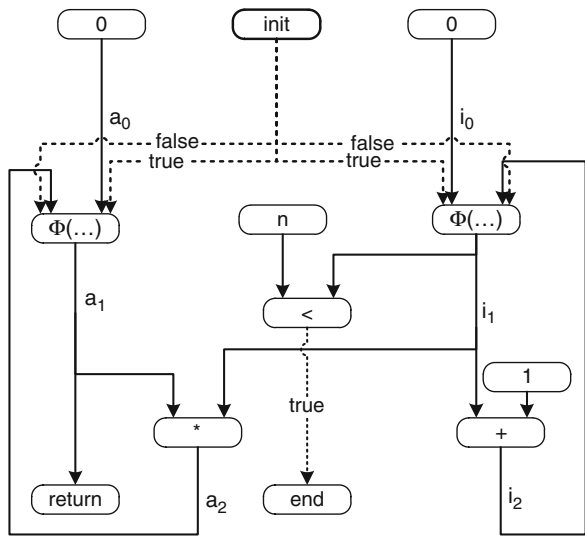 0 init 0
a0 i0
false false
true true
Φ(...) n Φ(...)
a1 < i1
1
true
* +
return a2 end i2